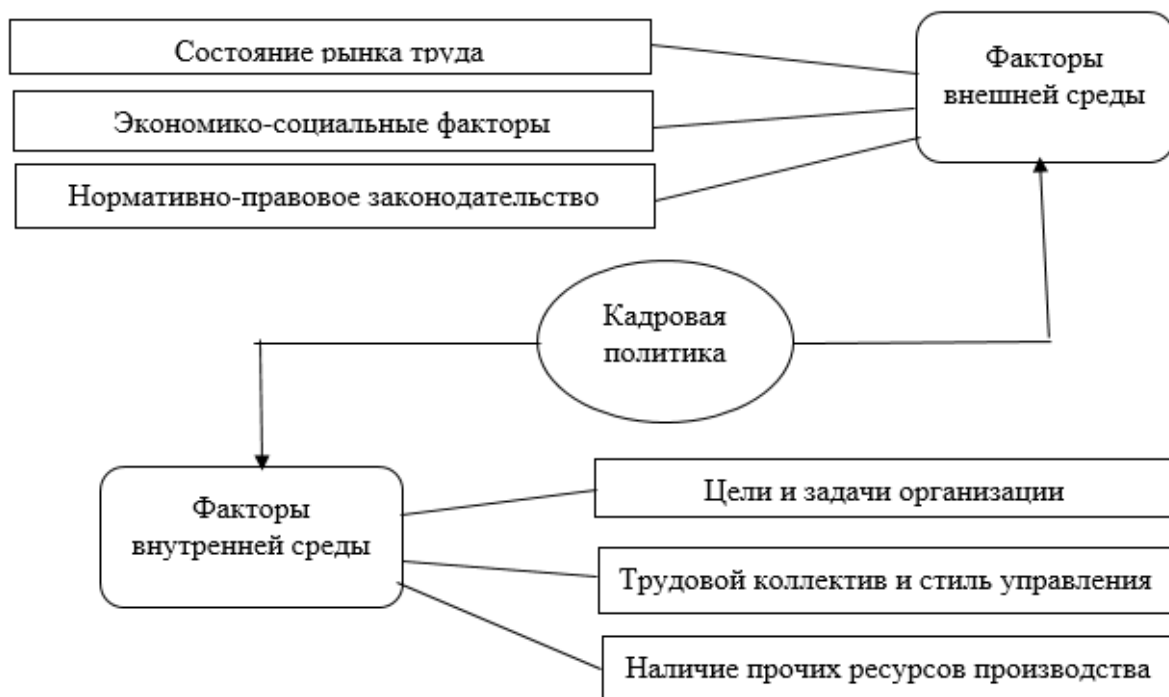 Состояние рынка труда
Экономико-социальные факторы
Нормативно-правовое законодательство
Факторы
внешней среды
Кадровая
политика
Факторы
внутренней среды
Цели и задачи организации
Трудовой коллектив и стиль управления
Наличие прочих ресурсов производства